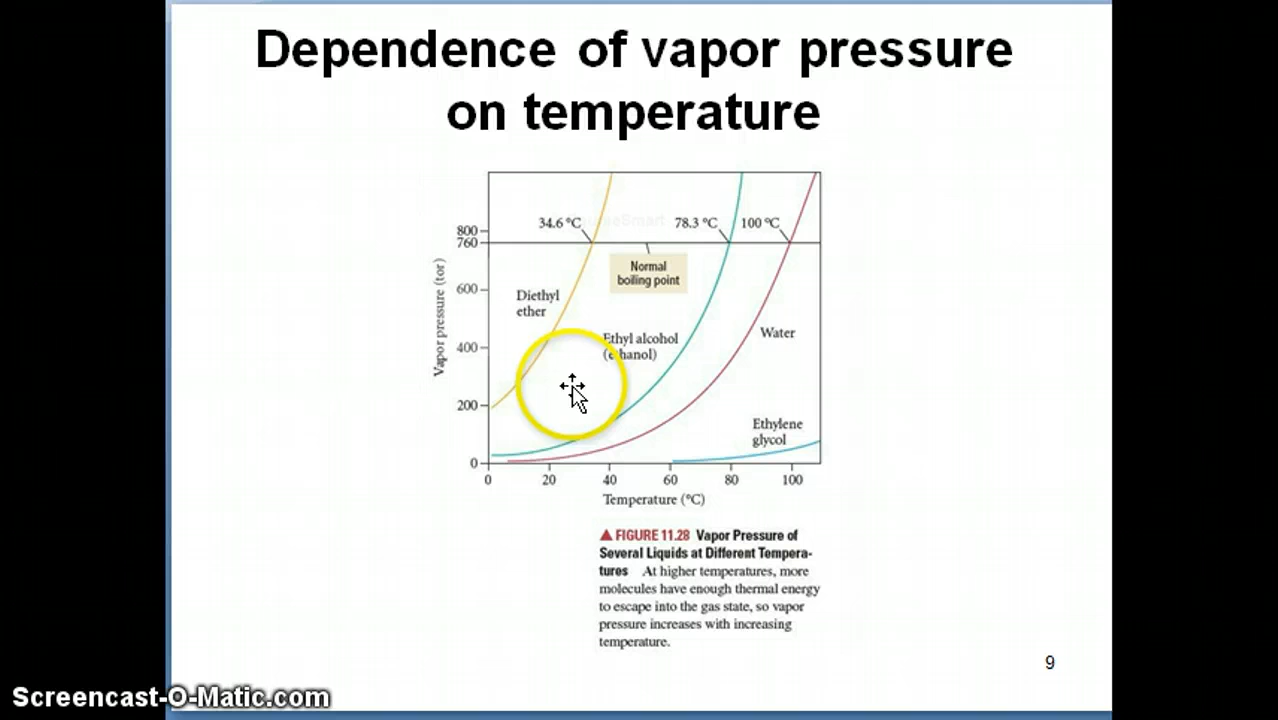 Dependence of vapor pressure
on temperature
34.6 °C
78.3 °C
100 °C
800
760
600
400
200
0
Vapor pressure (tor)
Normal
boiling point
Diethyl
ether
Ethyl alcohol
(ethanol)
Water
Ethylene
glycol
0 20 40 60 80 100
Temperature (°C)
▲ FIGURE 11.28 Vapor Pressure of
Several Liquids at Different Tempera-
tures At higher temperatures, more
molecules have enough thermal energy
to escape into the gas state, so vapor
pressure increases with increasing
temperature.
9
Screencast-O-Matic.com